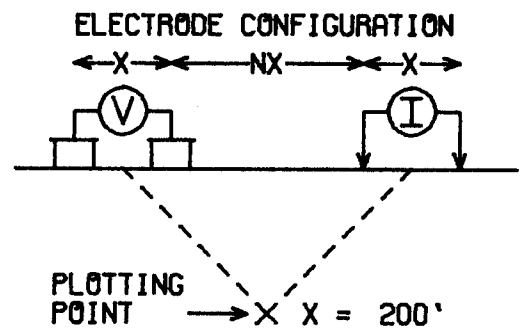 ELECTRODE CONFIGURATION
X NX X
V I
PLOTTING
POINT X = 200'